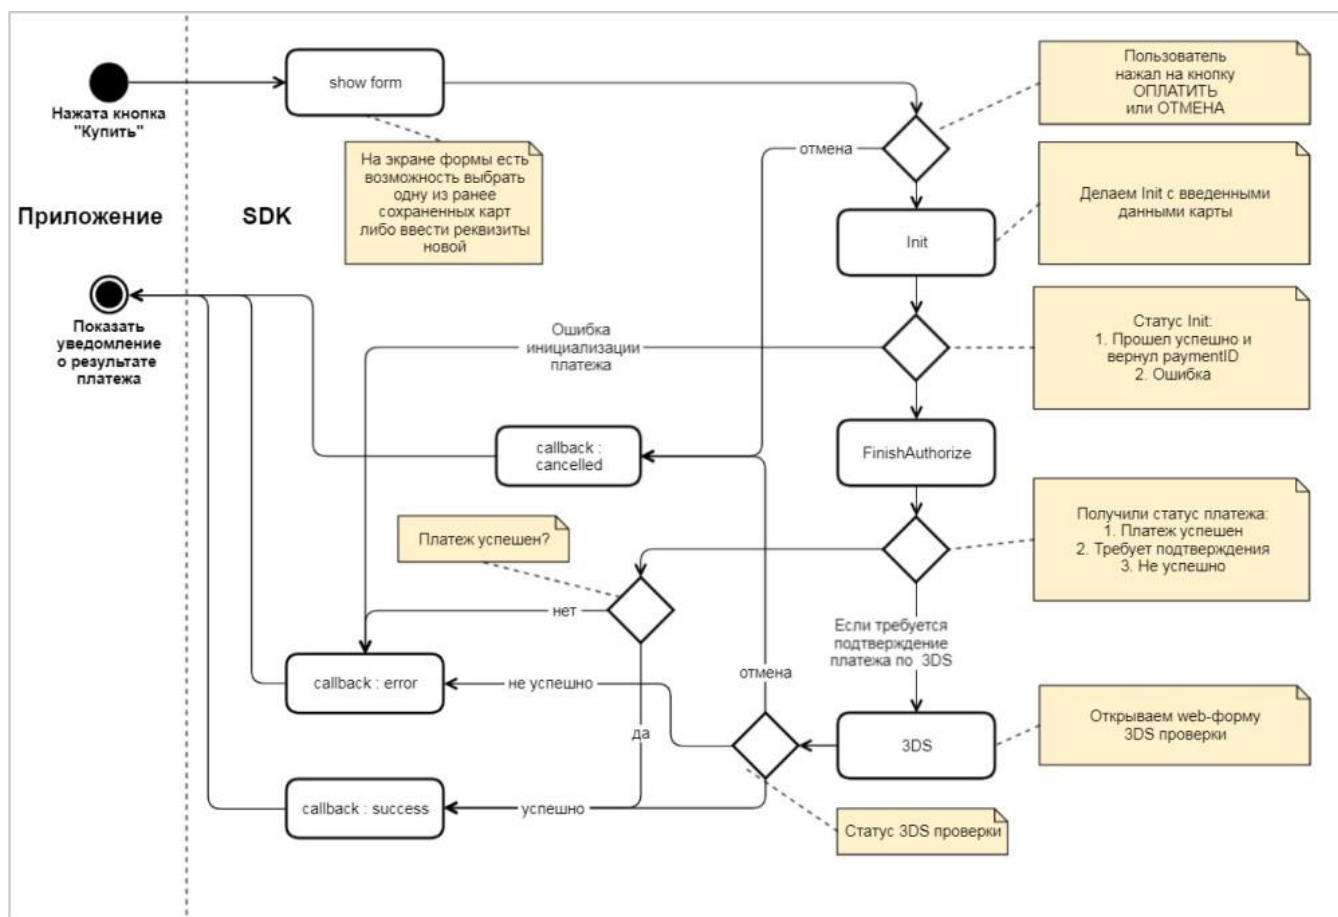 Нажата кнопка
"Купить"
show form
Пользователь
нажал на кнопку
ОПЛАТИТЬ
или ОТМЕНА
отмена
На экране формы есть
возможность выбрать
одну из ранее
сохраненных карт
либо ввести реквизиты
новой
Приложение
SDK
Делаем Init с введенными
данными карты
Init
Показать
уведомление
о результате
платежа
Ошибка
инициализации
платежа
Статус Init:
1. Прошел успешно и
вернул paymentID
2. Ошибка
callback :
cancelled
FinishAuthorize
Платеж успешен?
Получили статус платежа:
1. Платеж успешен
2. Требует подтверждения
3. Не успешно
нет
Если требуется
подтверждение
платежа по 3DS
callback : error
не успешно
отмена
да
3DS
Открываем web-форму
3DS проверки
callback : success
успешно
Статус 3DS проверки